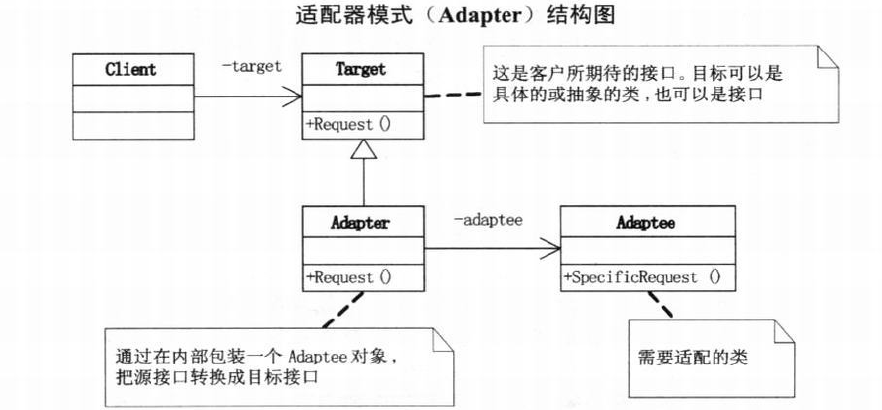 适配器模式（Adapter）结构图
Client
-target
Target
+Request()
这是客户所期待的接口。目标可以是
具体的或抽象的类,也可以是接口
Adapter
+Request()
-adaptee
Adaptee
+SpecificRequest ()
通过在内部包装一个 Adaptee 对象,
把源接口转换成目标接口
需要适配的类